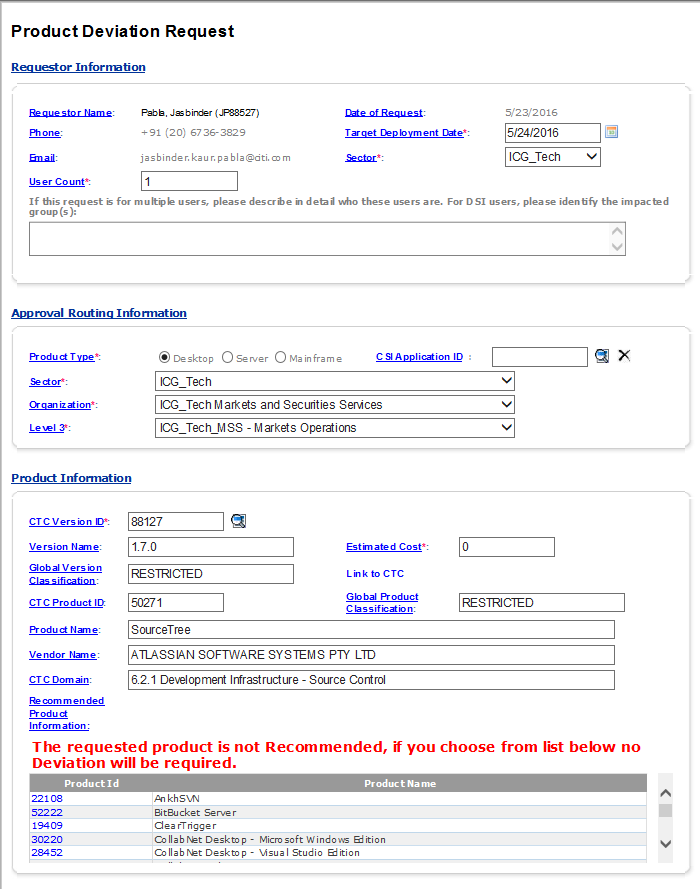 Product Deviation Request
Requestor Information
Requestor Name: Pabla, Jasbinder (JP88527) Date of Request: 5/23/2016
Phone: +91 (20) 6736-3829 Target Deployment Date*: 5/24/2016
Email: jasbinder.kaur.pabla@citi.com Sector*: ICG_Tech
User Count*: 1
If this request is for multiple users, please describe in detail who these users are. For DSI users, please identify the impacted
group(s):
Approval Routing Information
Product Type*: Desktop Server Mainframe CSI Application ID :
Sector*: ICG_Tech
Organization*: ICG_Tech Markets and Securities Services
Level 3*: ICG_Tech_MSS - Markets Operations
Product Information
CTC Version ID*: 88127
Version Name: 1.7.0 Estimated Cost*: 0
Global Version
Classification: RESTRICTED Link to CTC
CTC Product ID: 50271 Global Product
Classification: RESTRICTED
Product Name: SourceTree
Vendor Name: ATLASSIAN SOFTWARE SYSTEMS PTY LTD
CTC Domain: 6.2.1 Development Infrastructure - Source Control
Recommended
Product
Information:
The requested product is not Recommended, if you choose from list below no
Deviation will be required.
Product Id Product Name
22108 AnkhSVN
52222 BitBucket Server
19409 ClearTrigger
30220 CollabNet Desktop - Microsoft Windows Edition
28452 CollabNet Desktop - Visual Studio Edition